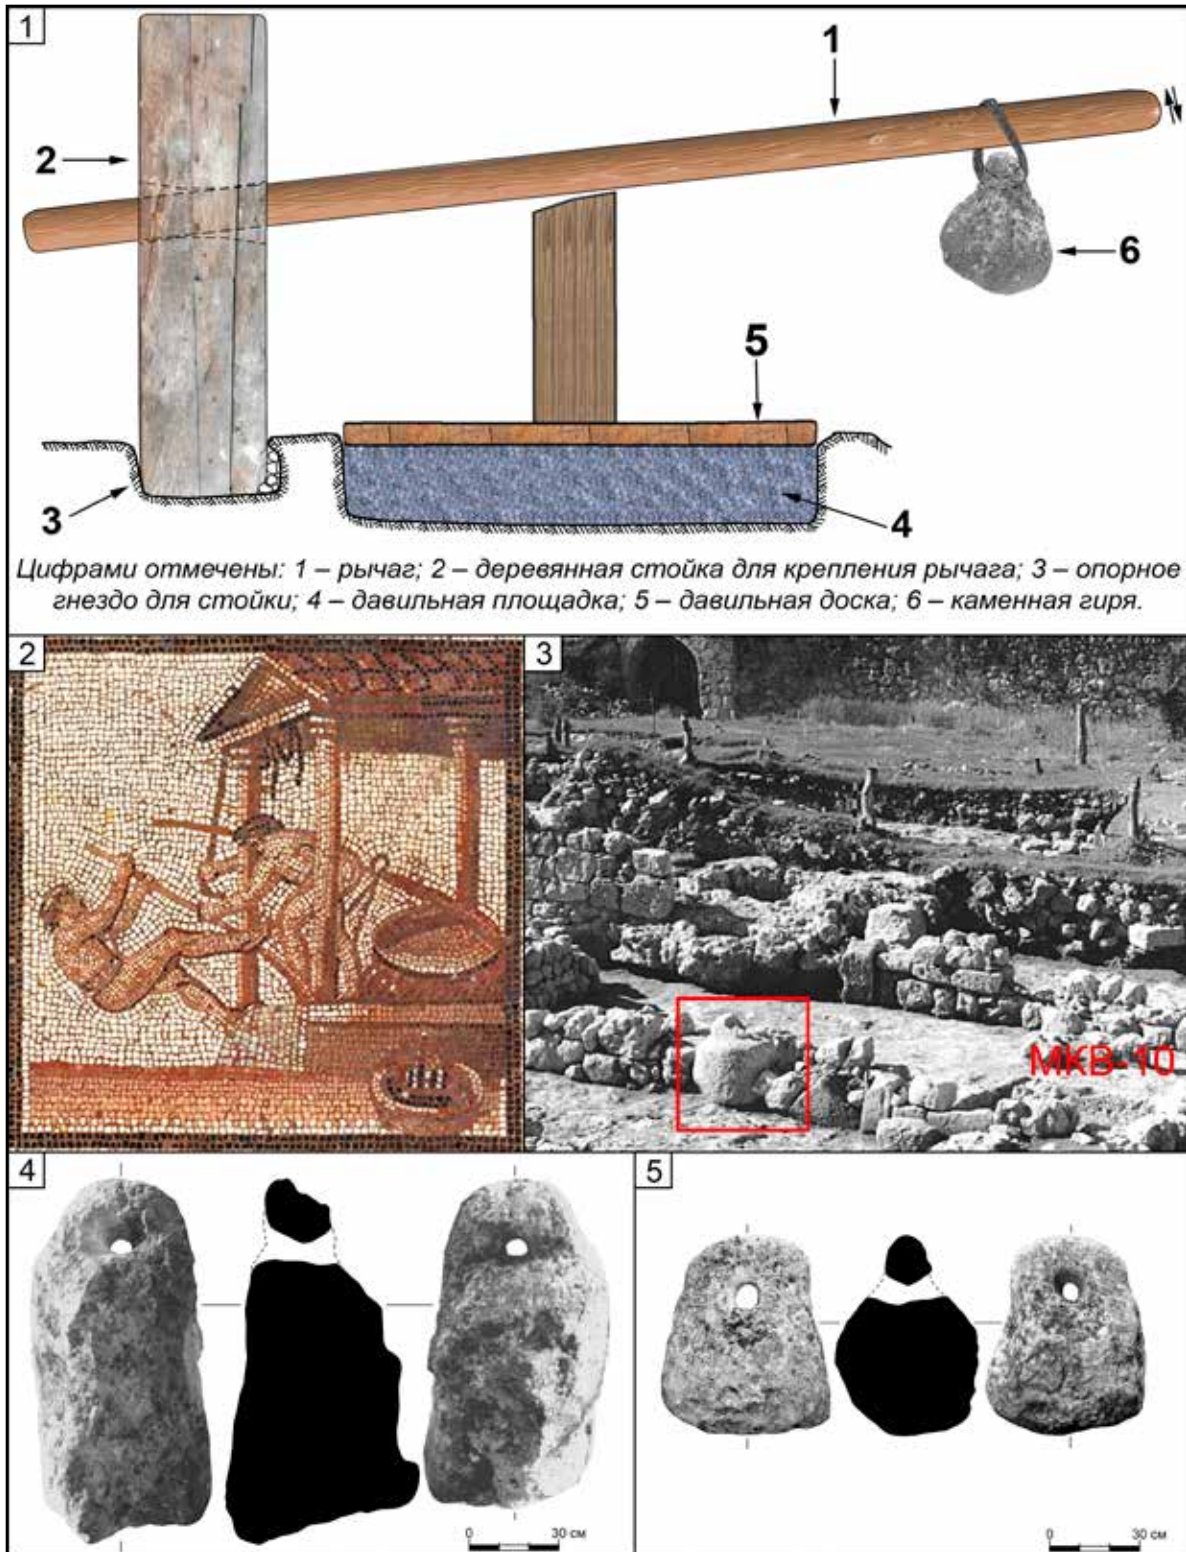 1
1
2
6
5
3
4
Цифрами отмечены: 1 – рычаг; 2 – деревянная стойка для крепления рычага; 3 – опорное
гнездо для стойки; 4 – давильная площадка; 5 – давильная доска; 6 – каменная гиря.
2
3
МКВ-10
4
5
0 30 см
0 30 см